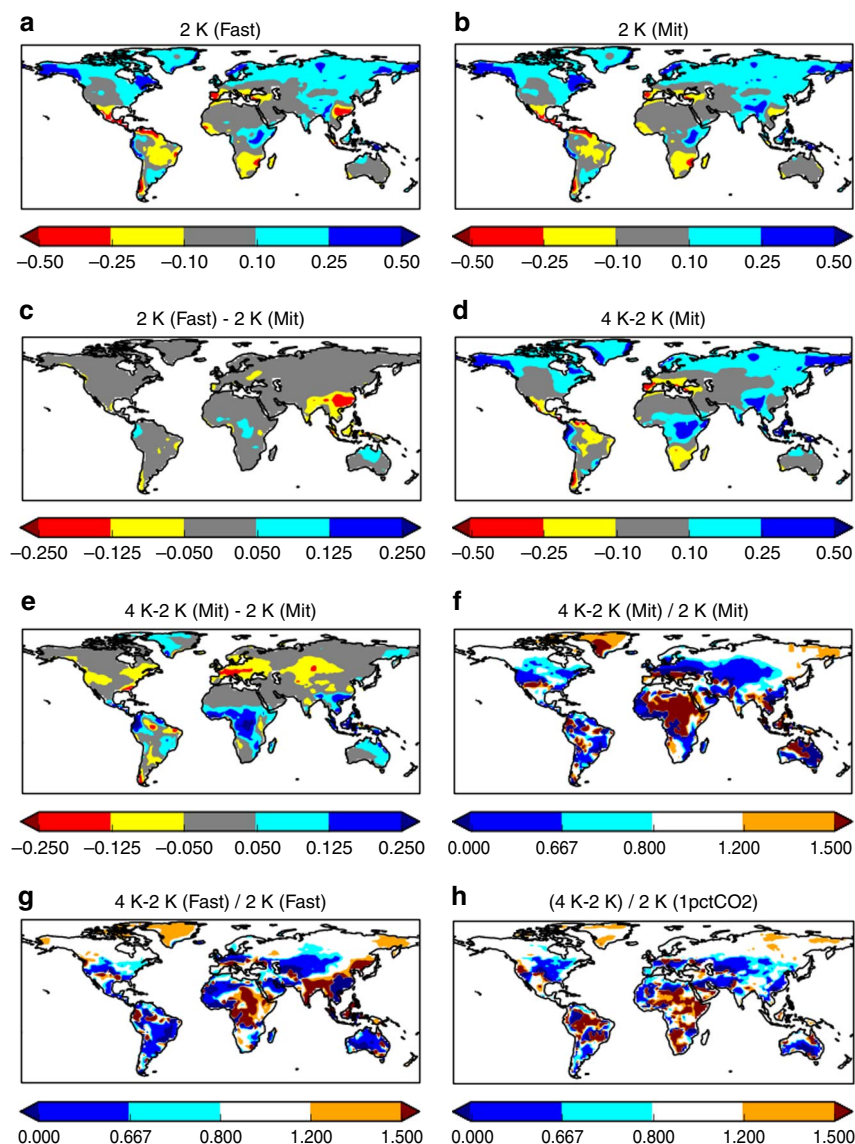 a
2 K (Fast)
b
2 K (Mit)
–0.50 –0.25 –0.10 0.10 0.25 0.50
–0.50 –0.25 –0.10 0.10 0.25 0.50
c
2 K (Fast) - 2 K (Mit)
d
4 K-2 K (Mit)
–0.250 –0.125 –0.050 0.050 0.125 0.250
–0.50 –0.25 –0.10 0.10 0.25 0.50
e
4 K-2 K (Mit) - 2 K (Mit)
f
4 K-2 K (Mit) / 2 K (Mit)
–0.250 –0.125 –0.050 0.050 0.125 0.250
0.000 0.667 0.800 1.200 1.500
g
4 K-2 K (Fast) / 2 K (Fast)
h
(4 K-2 K) / 2 K (1pctCO2)
0.000 0.667 0.800 1.200 1.500
0.000 0.667 0.800 1.200 1.500